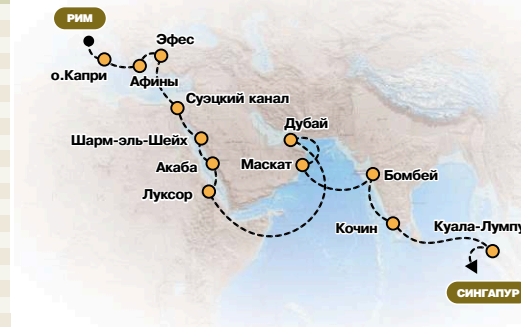 РИМ
Эфес
о.Капри
Афины
Суэцкий канал
Дубай
Шарм-эль-Шейх
Маскат
Акаба
Бомбей
Луксор
Кочин
Куала-Лумпу
СИНГАПУР